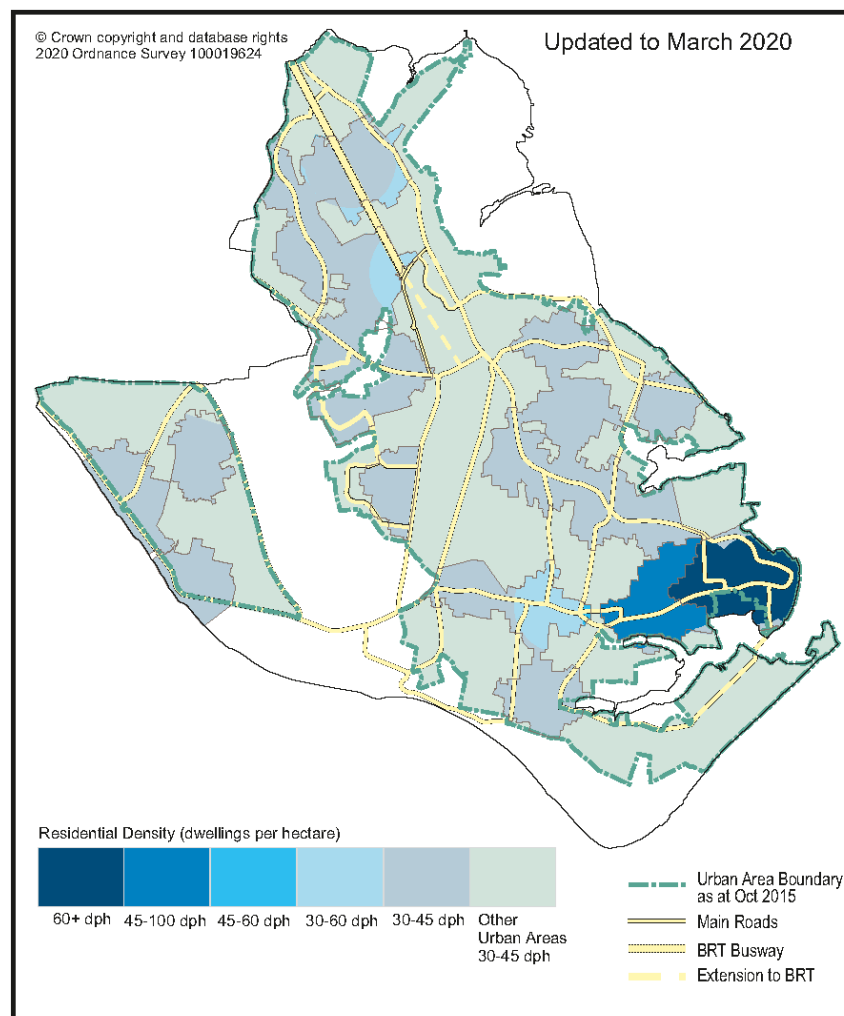 © Crown copyright and database rights
2020 Ordnance Survey 100019624
Updated to March 2020
Residential Density (dwellings per hectare)
60+ dph
45-100 dph
45-60 dph
30-60 dph
30-45 dph
Other
Urban Areas
30-45 dph
Urban Area Boundary
as at Oct 2015
Main Roads
BRT Busway
Extension to BRT